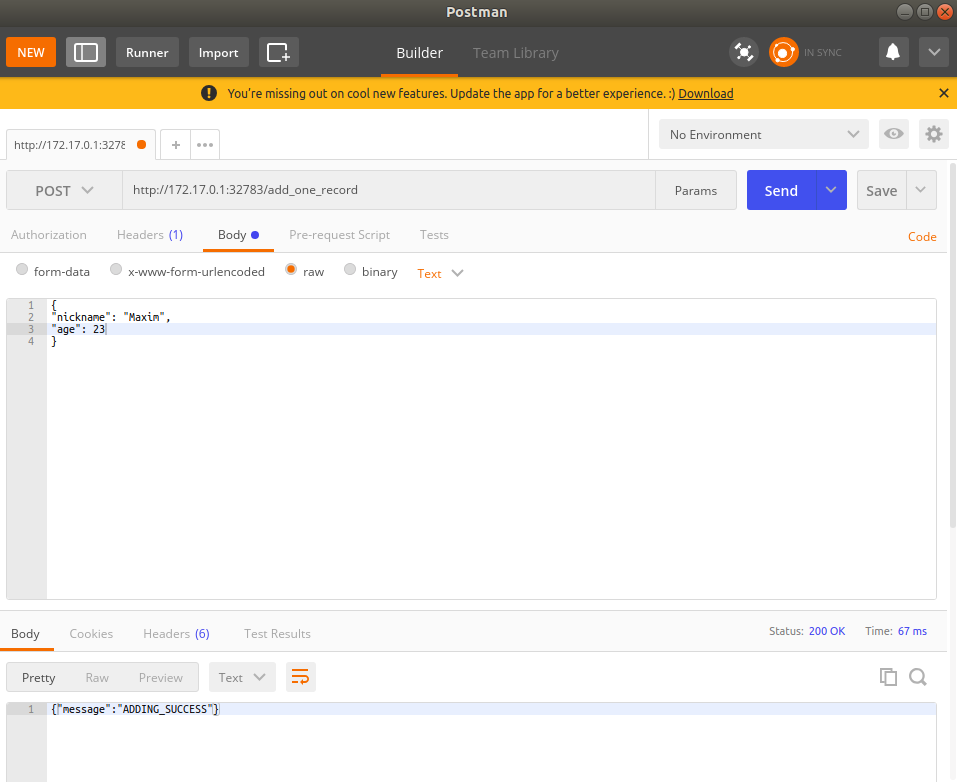 Postman
NEW Runner Import Builder Team Library IN SYNC
You're missing out on cool new features. Update the app for a better experience. :) Download
http://172.17.0.1:3278 + ••• No Environment
POST http://172.17.0.1:32783/add_one_record Params Send Save
Authorization Headers (1) Body Pre-request Script Tests Code
form-data x-www-form-urlencoded raw binary Text
1 {
2 "nickname": "Maxim",
3 "age": 23
4 }
Body Cookies Headers (6) Test Results Status: 200 OK Time: 67 ms
Pretty Raw Preview Text
1 {"message":"ADDING_SUCCESS"}